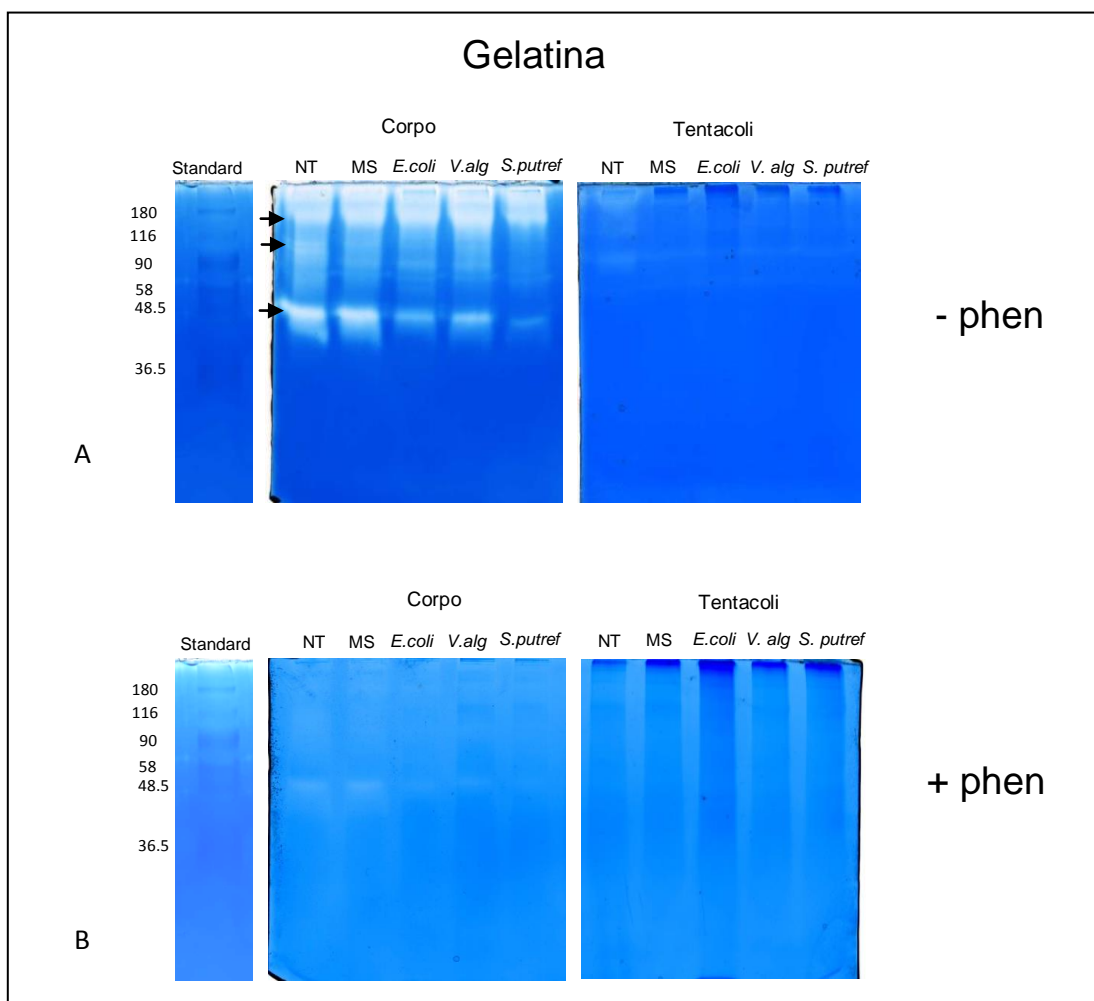 Gelatina
Corpo Tentacoli
Standard NT MS E.coli V.alg S.putref NT MS E.coli V. alg S. putref
180
116
90
58
48.5
36.5
- phen
A
Corpo Tentacoli
Standard NT MS E.coli V.alg S.putref NT MS E.coli V. alg S. putref
180
116
90
58
48.5
36.5
+ phen
B